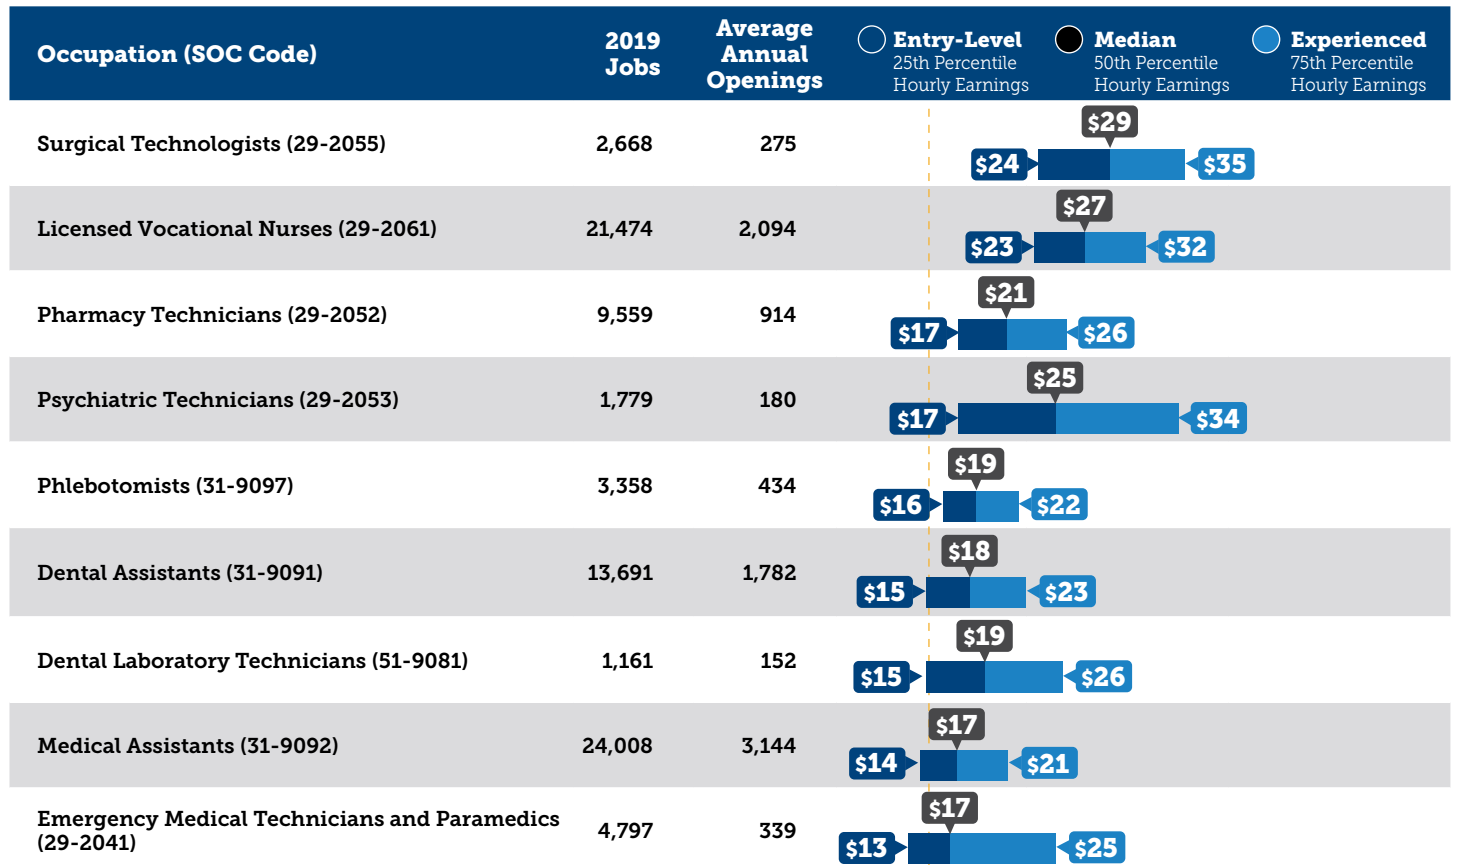 Occupation (SOC Code)
2019
Jobs
Average
Annual
Openings
Entry-Level
25th Percentile
Hourly Earnings
Median
50th Percentile
Hourly Earnings
Experienced
75th Percentile
Hourly Earnings
Surgical Technologists (29-2055) 2,668 275
$29
$24 $35
Licensed Vocational Nurses (29-2061) 21,474 2,094
$27
$23 $32
Pharmacy Technicians (29-2052) 9,559 914
$21
$17 $26
Psychiatric Technicians (29-2053) 1,779 180
$25
$17 $34
Phlebotomists (31-9097) 3,358 434
$19
$16 $22
Dental Assistants (31-9091) 13,691 1,782
$18
$15 $23
Dental Laboratory Technicians (51-9081) 1,161 152
$19
$15 $26
Medical Assistants (31-9092) 24,008 3,144
$17
$14 $21
Emergency Medical Technicians and Paramedics
(29-2041)
4,797 339
$17
$13 $25